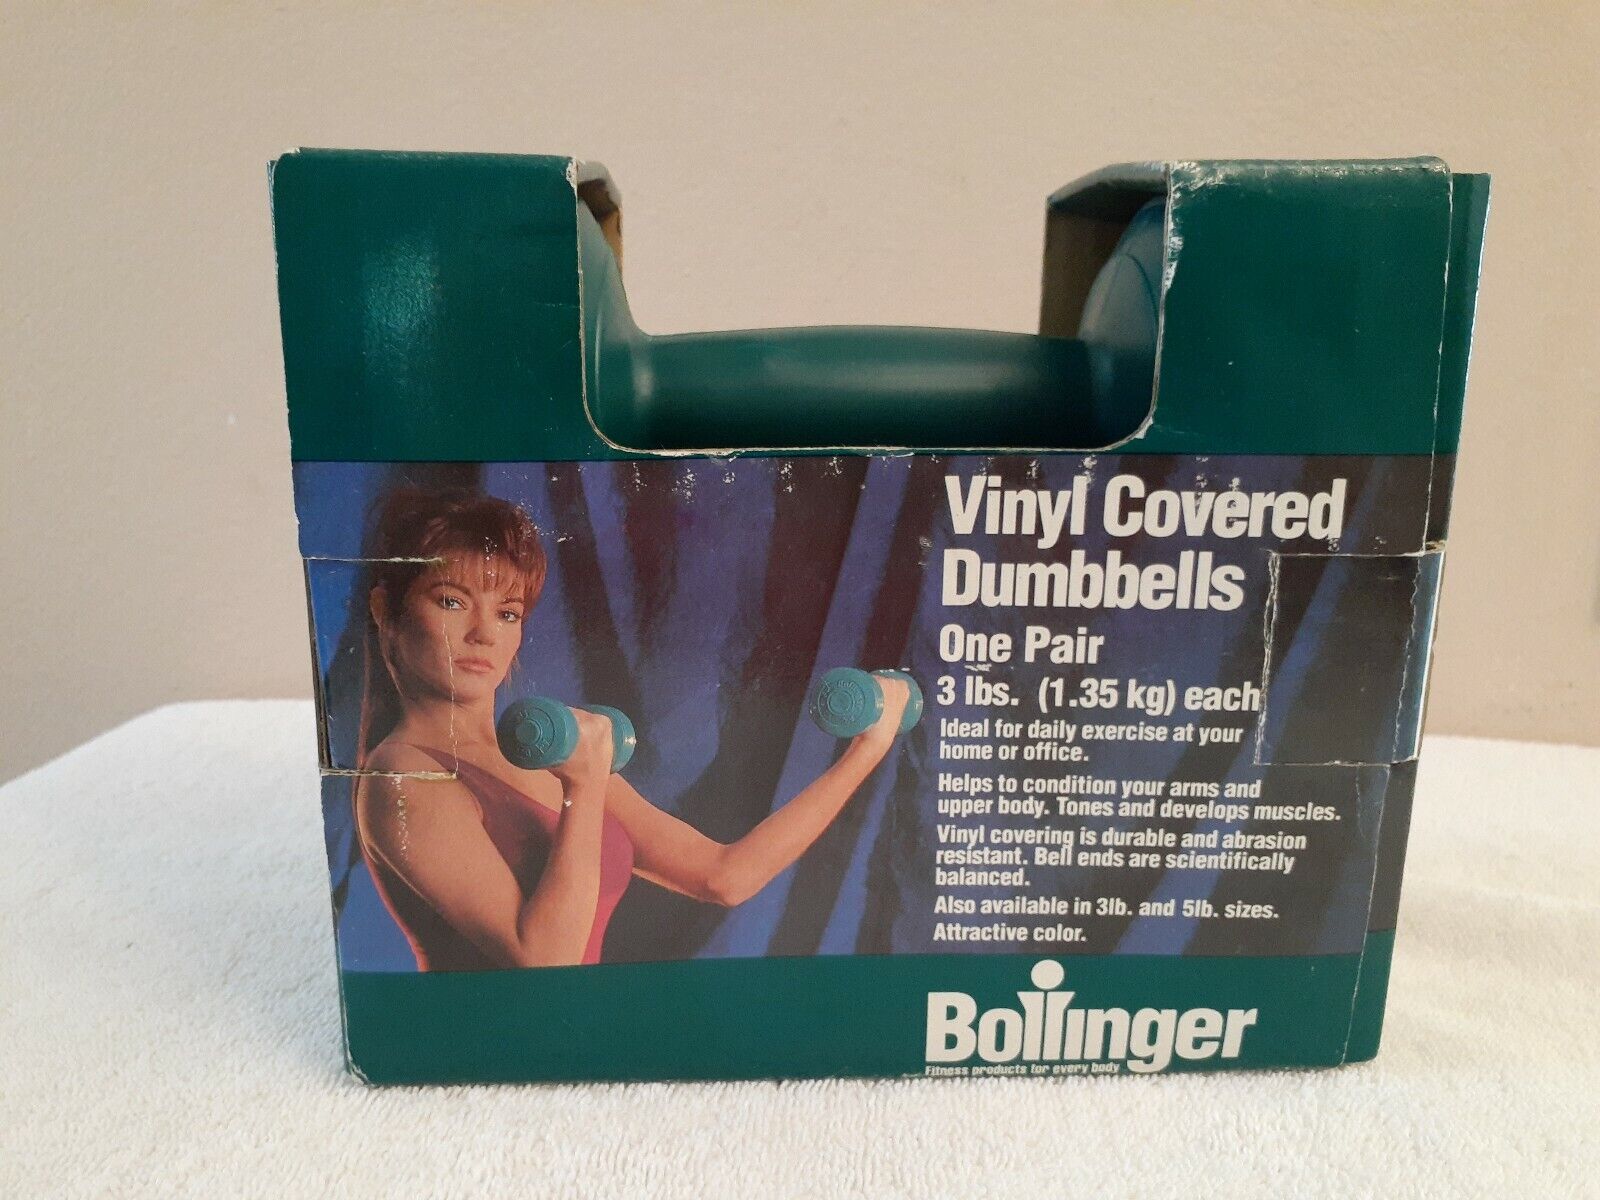 Vinyl Covered
Dumbbells
One Pair
3 lbs. (1.35 kg) each
Ideal for daily exercise at your
home or office.
Helps to condition your arms and
upper body. Tones and develops muscles.
Vinyl covering is durable and abrasion
resistant. Bell ends are scientifically
balanced.
Also available in 3lb. and 5lb. sizes.
Attractive color.
Bollinger
Fitness products for every body